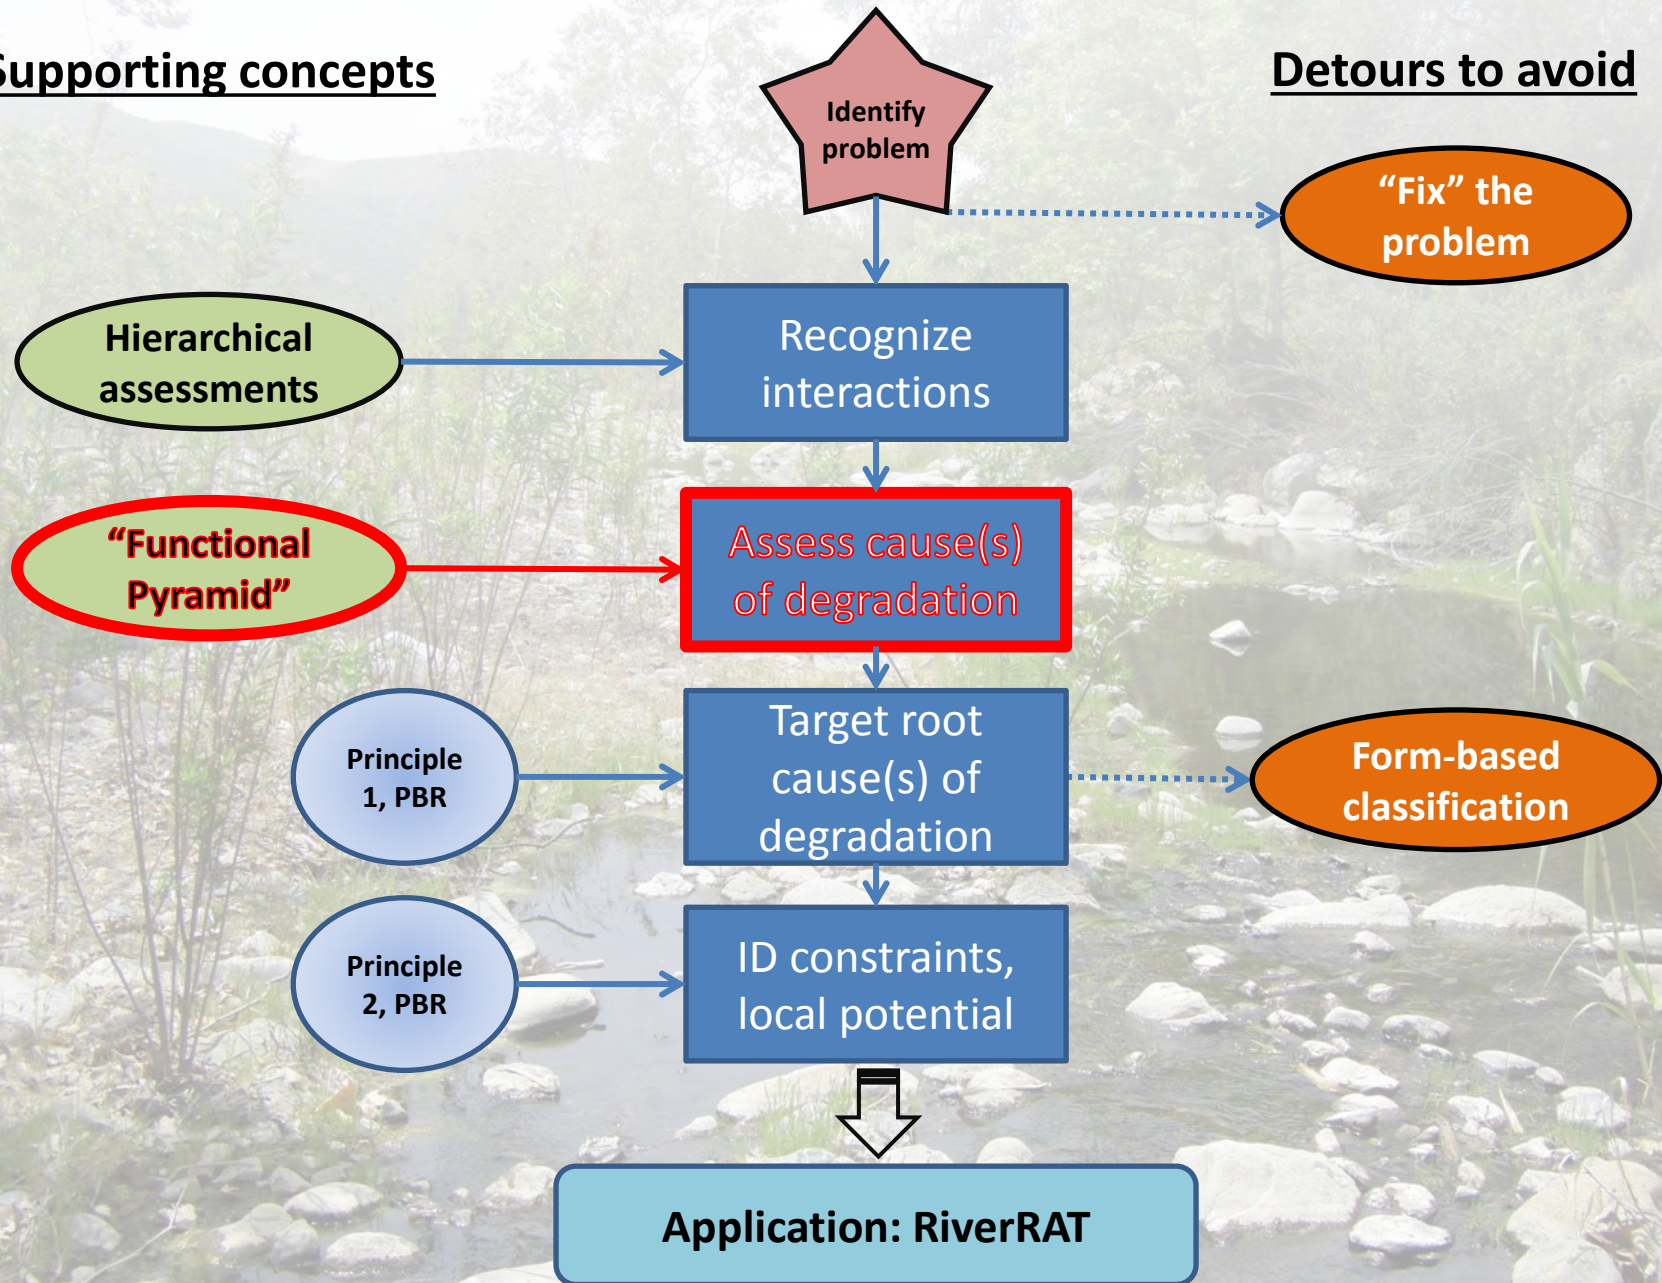 Supporting concepts
Detours to avoid
Identify
problem
“Fix” the
problem
Hierarchical
assessments
Recognize
interactions
“Functional
Pyramid”
Assess cause(s)
of degradation
Principle
1, PBR
Target root
cause(s) of
degradation
Form-based
classification
Principle
2, PBR
ID constraints,
local potential
Application: RiverRAT